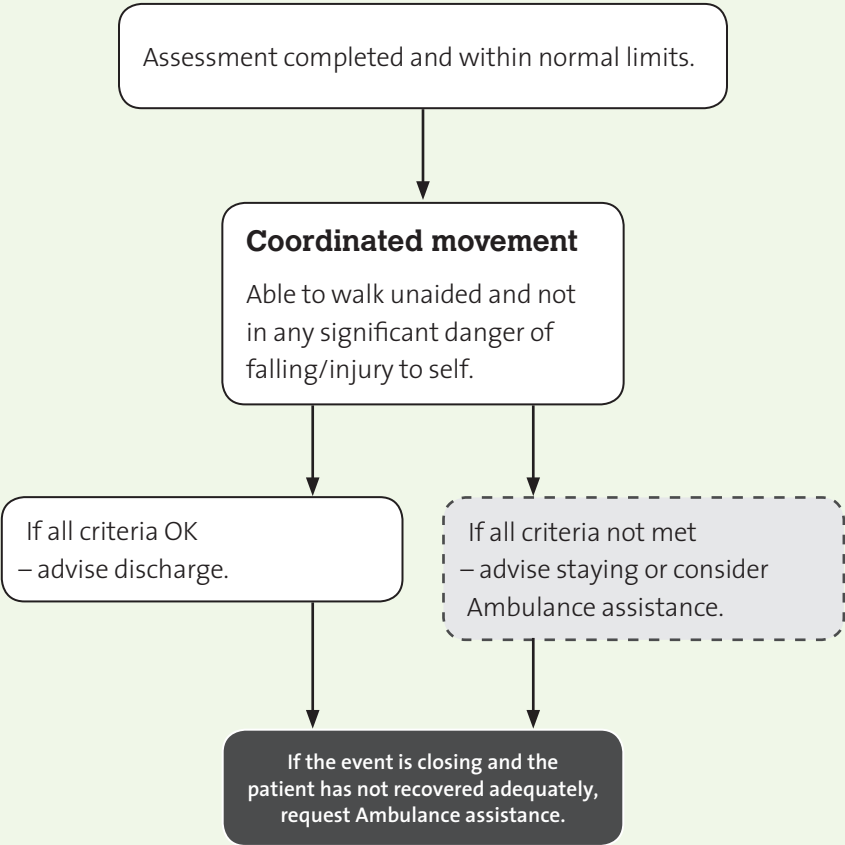 Assessment completed and within normal limits.
Coordinated movement
Able to walk unaided and not
in any significant danger of
falling/injury to self.
If all criteria OK
– advise discharge.
If all criteria not met
– advise staying or consider
Ambulance assistance.
If the event is closing and the
patient has not recovered adequately,
request Ambulance assistance.